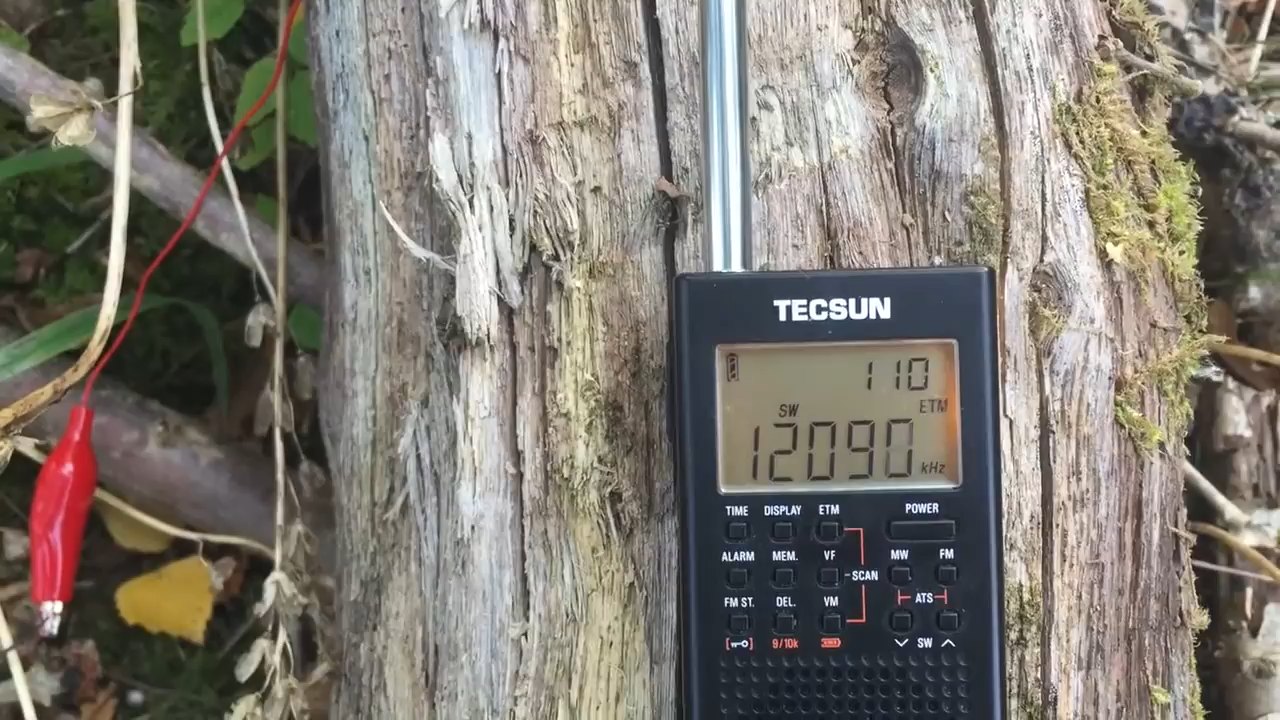 TECSUN
110
SW ETM
12090 kHz
TIME DISPLAY ETM POWER
ALARM MEM. VF MW FM
SCAN
FM ST. DEL. VM ATS
9/10k SW